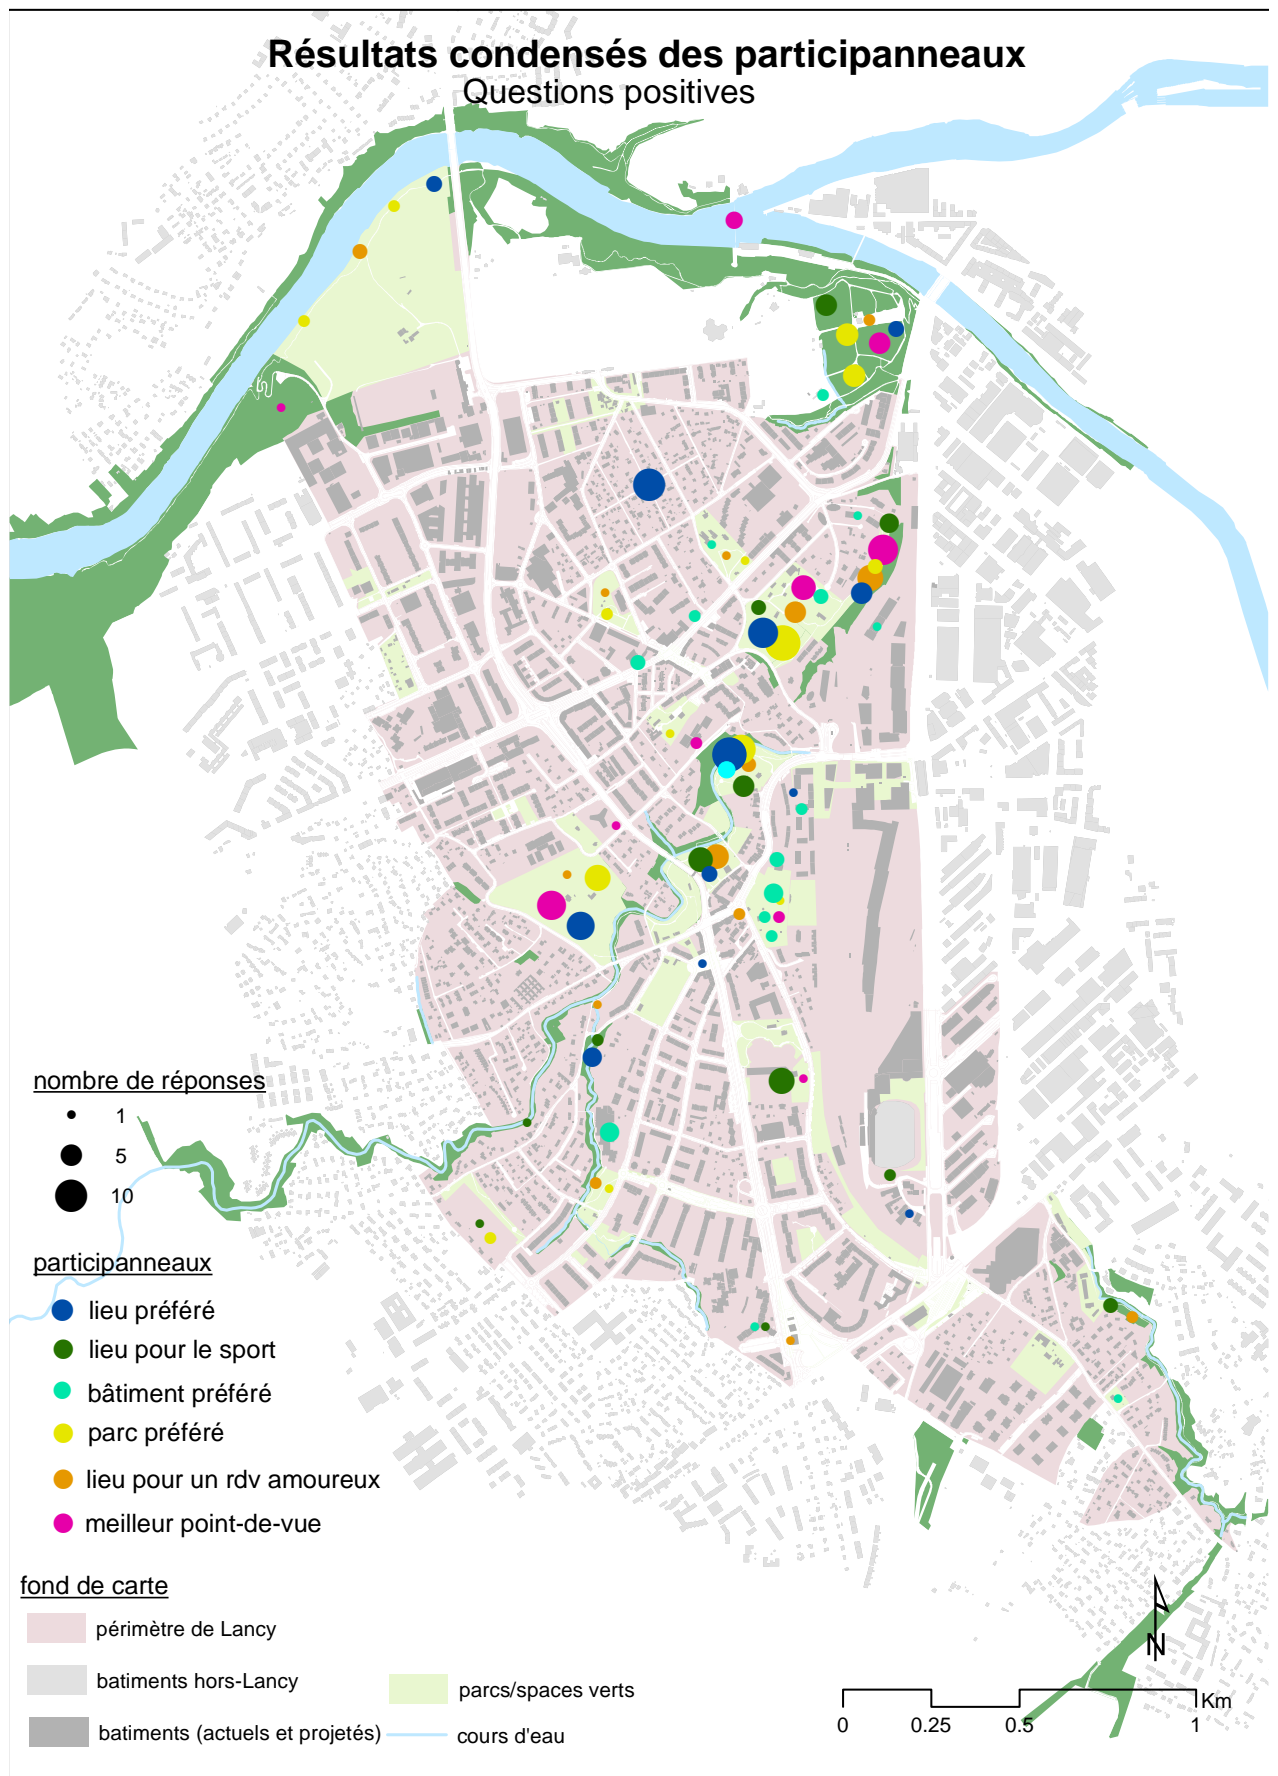 Résultats condensés des participanneaux
Questions positives
nombre de réponses
1
5
10
participanneaux
lieu préféré
lieu pour le sport
bâtiment préféré
parc préféré
lieu pour un rdv amoureux
meilleur point-de-vue
fond de carte
périmètre de Lancy
batiments hors-Lancy
batiments (actuels et projetés)
parcs/spaces verts
cours d'eau
N
Km
0 0.25 0.5 1